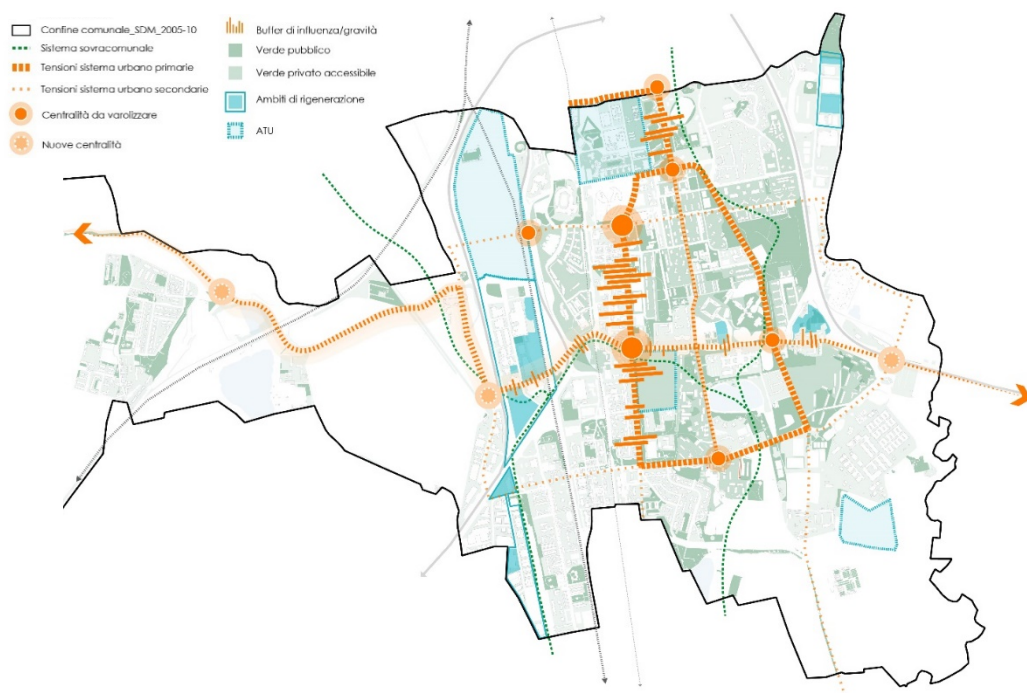 Confine comunale_SDM_2005-10
Sistema sovracomunale
Tensioni sistema urbano primarie
Tensioni sistema urbano secondarie
Centralità da varolizzare
Nuove centralità
Buffer di influenza/gravità
Verde pubblico
Verde privato accessibile
Ambiti di rigenerazione
ATU